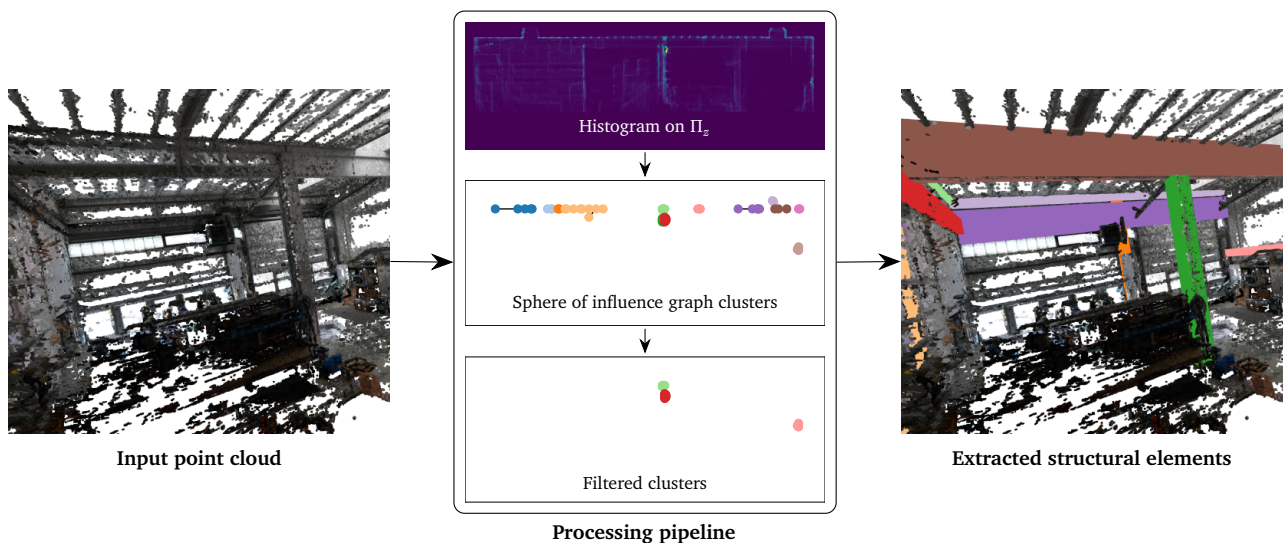 Histogram on Π_z
Sphere of influence graph clusters
Filtered clusters
Input point cloud
Extracted structural elements
Processing pipeline